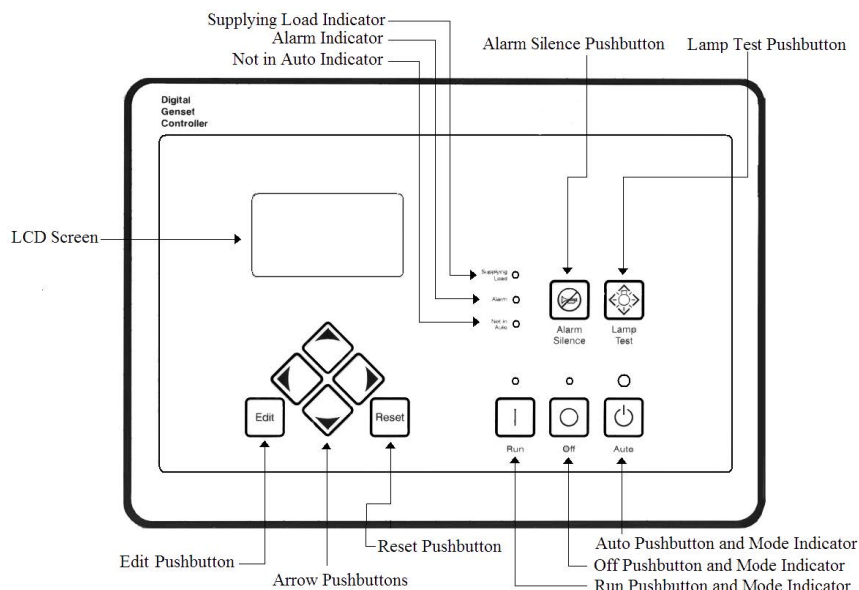 Supplying Load Indicator
Alarm Indicator
Not in Auto Indicator
Alarm Silence Pushbutton
Lamp Test Pushbutton
Digital
Genset
Controller
LCD Screen
Supplying
Load
Alarm
Not in
Auto
Alarm
Silence
Lamp
Test
Edit
Reset
Run
Off
Auto
Edit Pushbutton
Arrow Pushbuttons
Reset Pushbutton
Auto Pushbutton and Mode Indicator
Off Pushbutton and Mode Indicator
Run Pushbutton and Mode Indicator